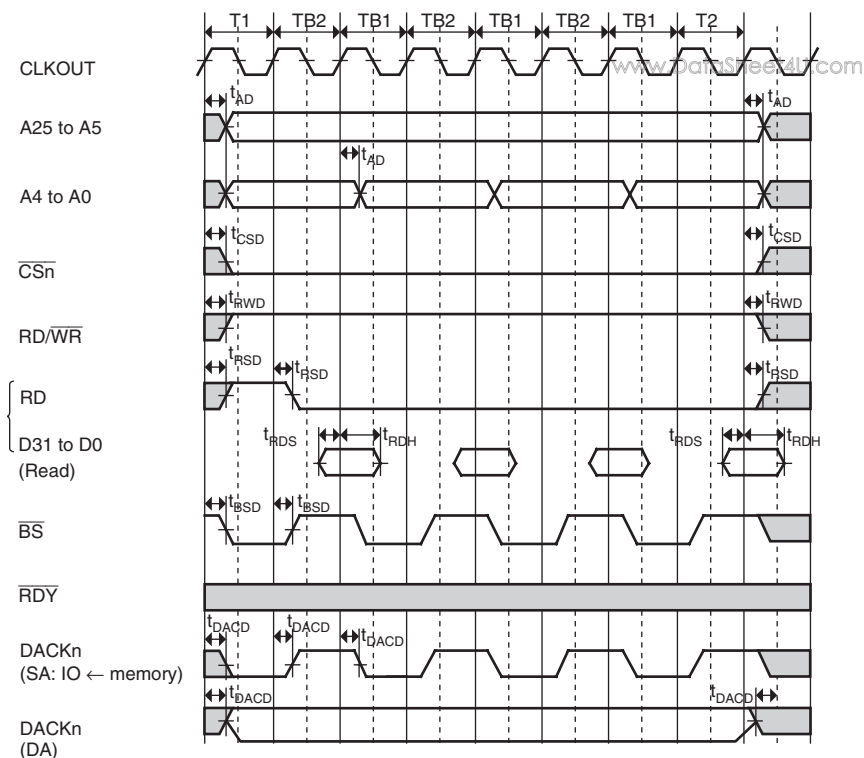 T1 TB2 TB1 TB2 TB1 TB2 TB1 T2
CLKOUT
www.DataSheet4U.com
tAD tAD
A25 to A5
tAD
A4 to A0
tCSD tCSD
CSn
tRWD tRWD
RD/WR
tRSD tRSD tRSD
RD
tRDS tRDH tRDS tRDH
D31 to D0
(Read)
tBSD tBSD
BS
RDY
tDACD tDACD tDACD
DACKn
(SA: IO ← memory)
tDACD tDACD
DACKn
(DA)